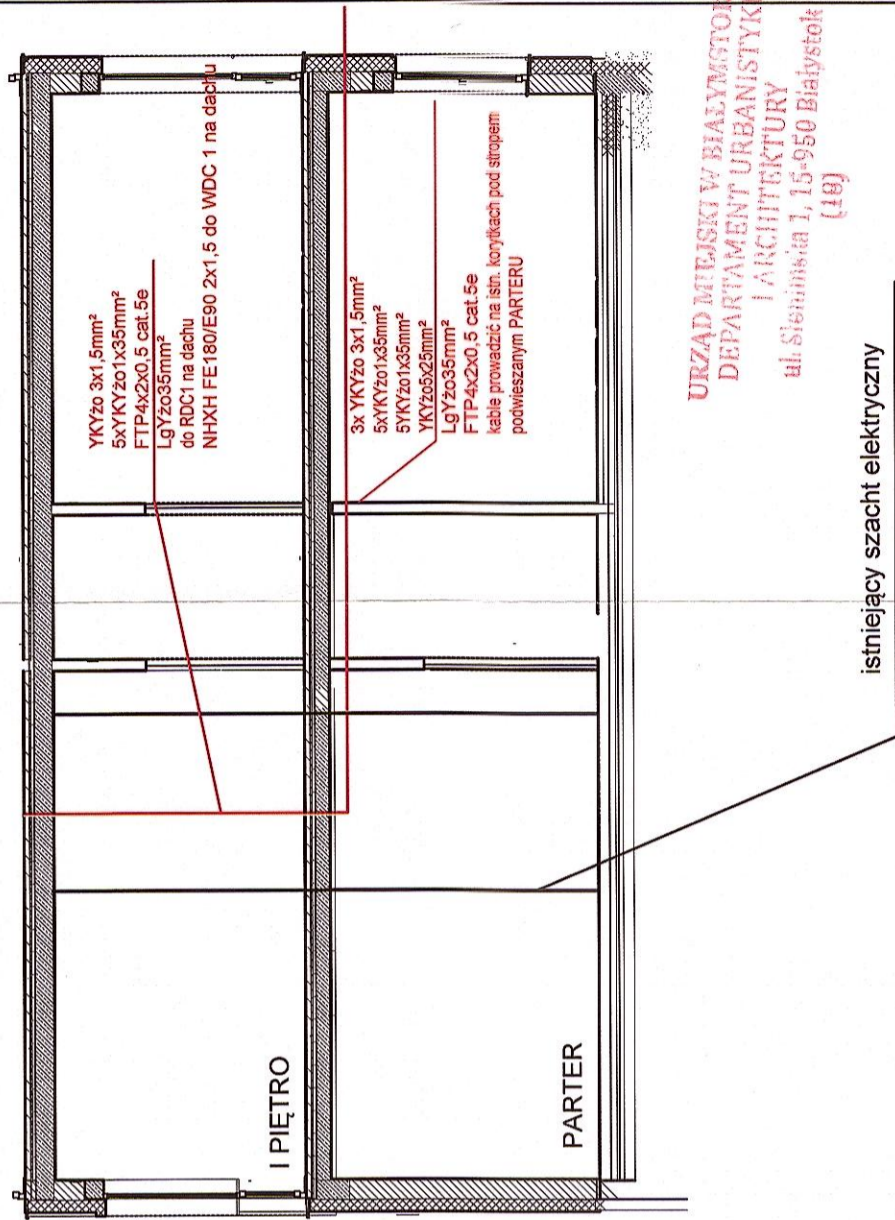 YKYżo 3x1,5mm²
5xYKYżo1x35mm²
FTP4x2x0,5 cat.5e
LgYżo35mm²
do RDC1 na dachu
NHXH FE180/E90 2x1,5 do WDC 1 na dachu
I PIĘTRO
3x YKYżo 3x1,5mm²
5xYKYżo1x35mm²
5YKYżo1x35mm²
YKYżo5x25mm²
LgYżo35mm²
FTP4x2x0,5 cat.5e
kable prowadzić na istn. korytkach pod stropem
podwieszanym PARTERU
PARTER
URZĄD MIEJSKI W BIAŁYMSTOK
DEPARTAMENT URBANISTYKI
I ARCHITEKTURY
ul. Słonimska 1, 15-950 Białystok
(18)
istniejący szacht elektryczny